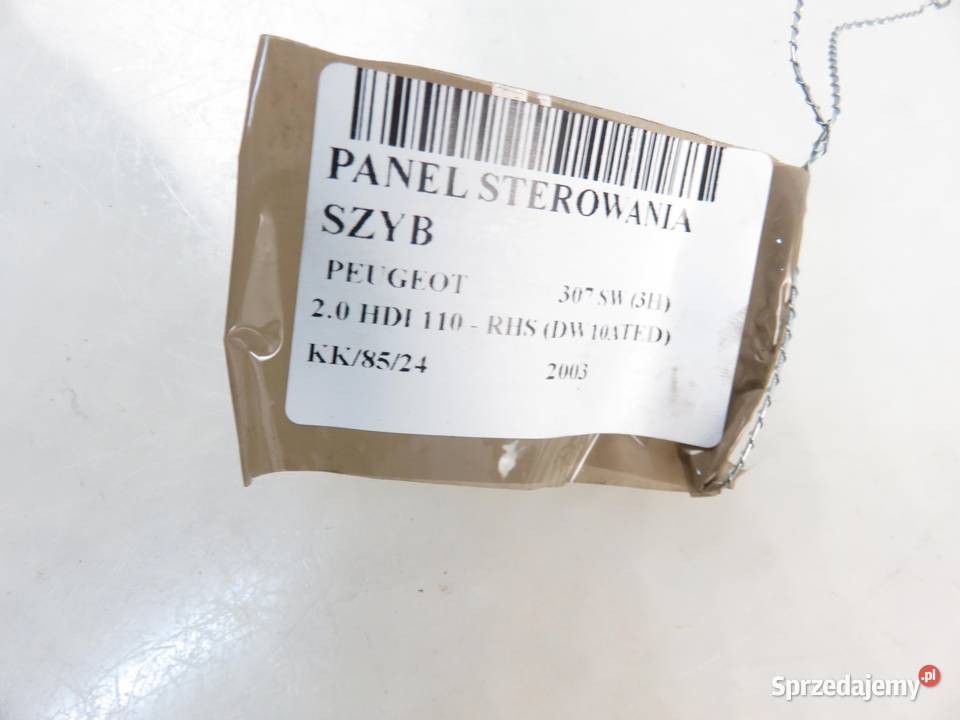 PANEL STEROWANIA
SZYB
PEUGEOT 307 SW (3H)
2.0 HDI 110 - RHS (DW10ATED)
KK/85/24 2003
Sprzedajemy.pl